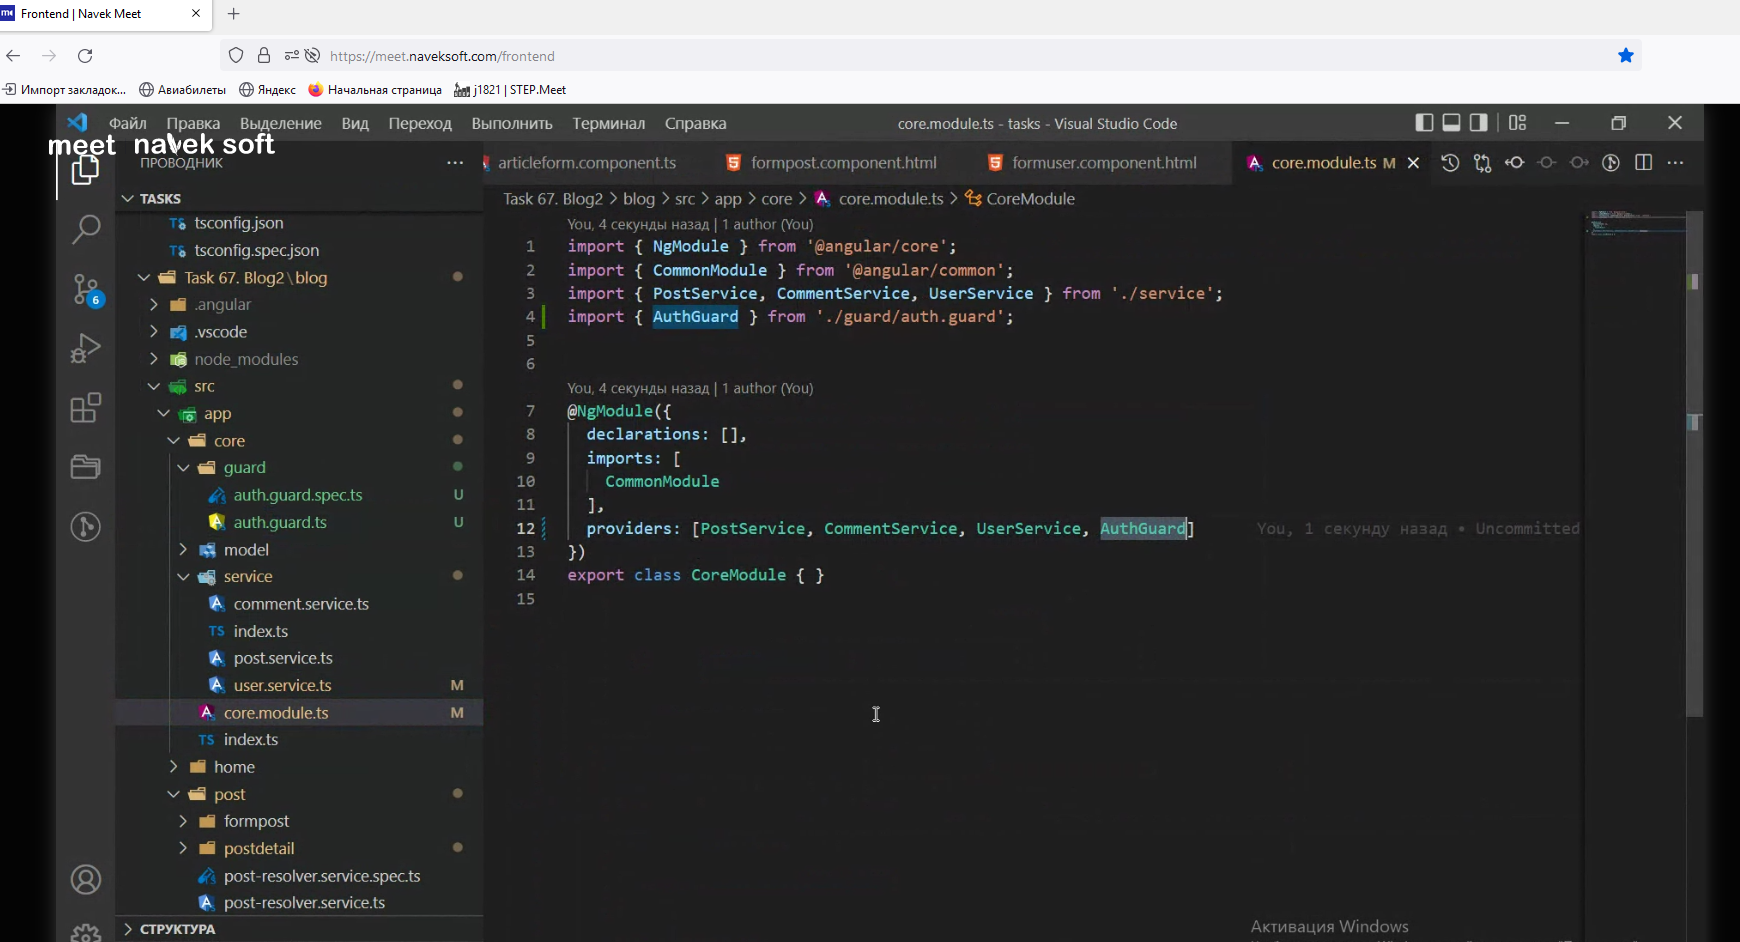 Frontend | Navek Meet
https://meet.naveksoft.com/frontend
Импорт закладок... Авиабилеты Яндекс Начальная страница j1821 | STEP.Meet
Файл Правка Выделение Вид Переход Выполнить Терминал Справка core.module.ts - tasks - Visual Studio Code
meet navek soft
ПРОВОДНИК
articleform.component.ts formpost.component.html formuser.component.html core.module.ts M
TASKS
tsconfig.json
tsconfig.spec.json
Task 67. Blog2\blog
.angular
.vscode
node_modules
src
app
core
guard
auth.guard.spec.ts U
auth.guard.ts U
model
service
comment.service.ts
index.ts
post.service.ts
user.service.ts M
core.module.ts M
index.ts
home
post
formpost
postdetail
post-resolver.service.spec.ts
post-resolver.service.ts
СТРУКТУРА
6
Task 67. Blog2 > blog > src > app > core > core.module.ts > CoreModule
You, 4 секунды назад | 1 author (You)
1 import { NgModule } from '@angular/core';
2 import { CommonModule } from '@angular/common';
3 import { PostService, CommentService, UserService } from './service';
4 import { AuthGuard } from './guard/auth.guard';
5
6
You, 4 секунды назад | 1 author (You)
7 @NgModule({
8 declarations: [],
9 imports: [
10 CommonModule
11 ],
12 providers: [PostService, CommentService, UserService, AuthGuard] You, 1 секунду назад • Uncommitted
13 })
14 export class CoreModule { }
15
Активация Windows